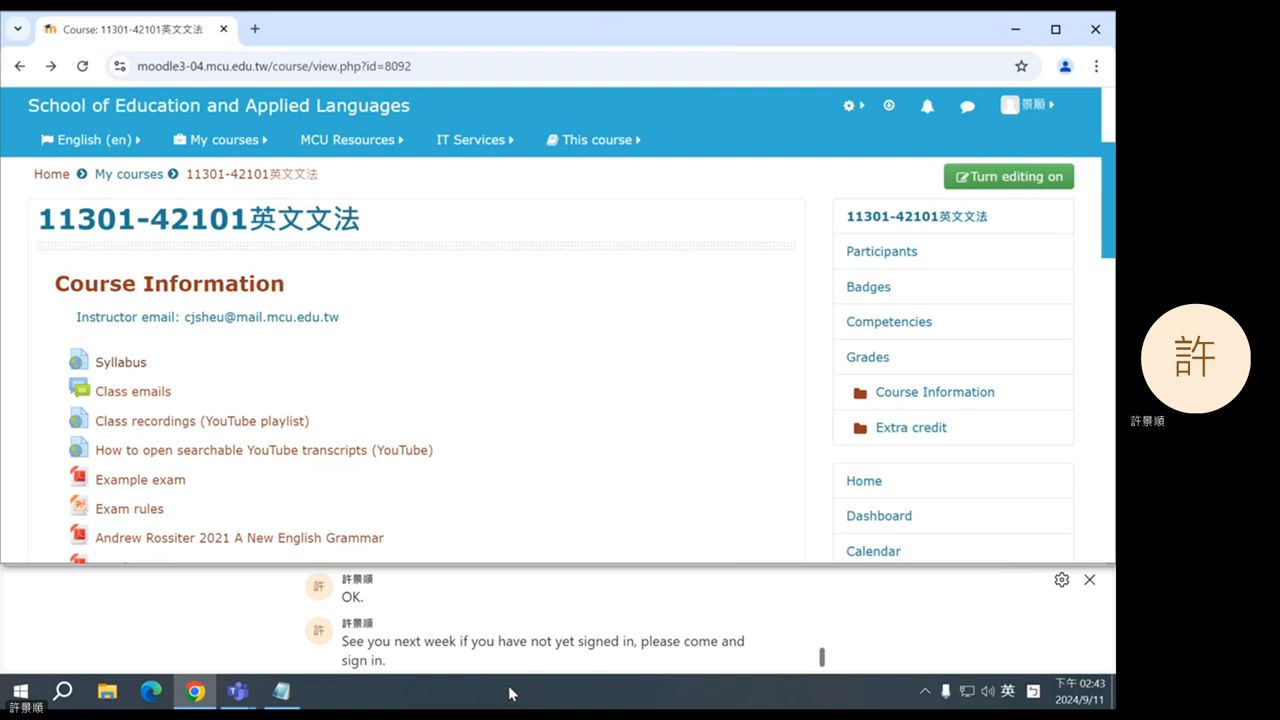 Course: 11301-42101英文文法
moodle3-04.mcu.edu.tw/course/view.php?id=8092
School of Education and Applied Languages
景順
English (en)
My courses
MCU Resources
IT Services
This course
Home
My courses
11301-42101英文文法
Turn editing on
11301-42101英文文法
Course Information
Instructor email: cjsheu@mail.mcu.edu.tw
Syllabus
Class emails
Class recordings (YouTube playlist)
How to open searchable YouTube transcripts (YouTube)
Example exam
Exam rules
Andrew Rossiter 2021 A New English Grammar
11301-42101英文文法
Participants
Badges
Competencies
Grades
Course Information
Extra credit
Home
Dashboard
Calendar
許
許景順
許
許景順
OK.
許
許景順
See you next week if you have not yet signed in, please come and
sign in.
英
下午 02:43
2024/9/11
許景順